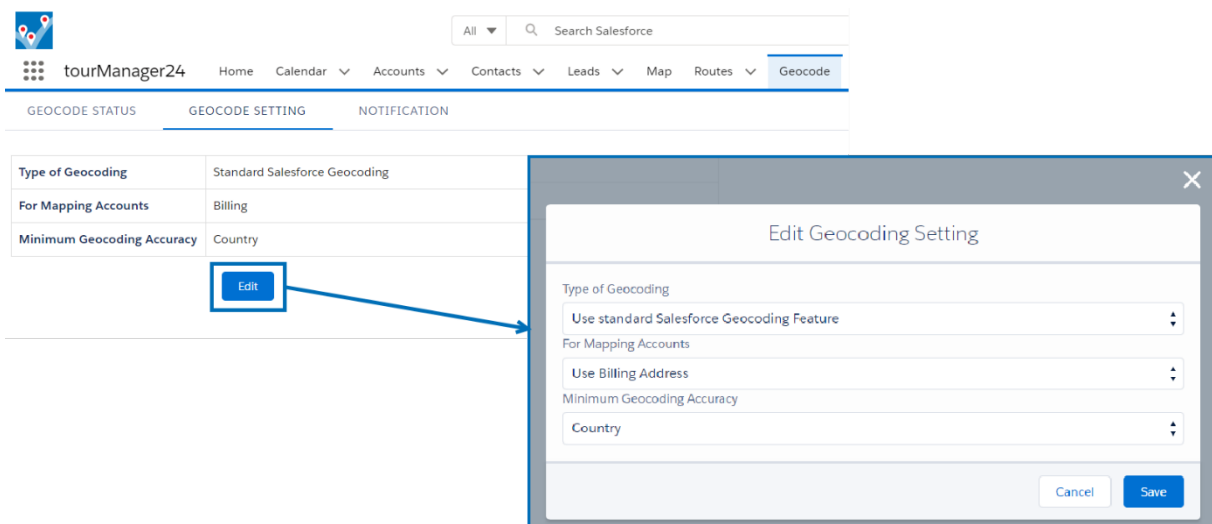 All Search Salesforce
tourManager24 Home Calendar Accounts Contacts Leads Map Routes Geocode
GEOCODE STATUS GEOCODE SETTING NOTIFICATION
Type of Geocoding Standard Salesforce Geocoding
For Mapping Accounts Billing
Minimum Geocoding Accuracy Country
Edit
Edit Geocoding Setting
Type of Geocoding
Use standard Salesforce Geocoding Feature
For Mapping Accounts
Use Billing Address
Minimum Geocoding Accuracy
Country
Cancel Save